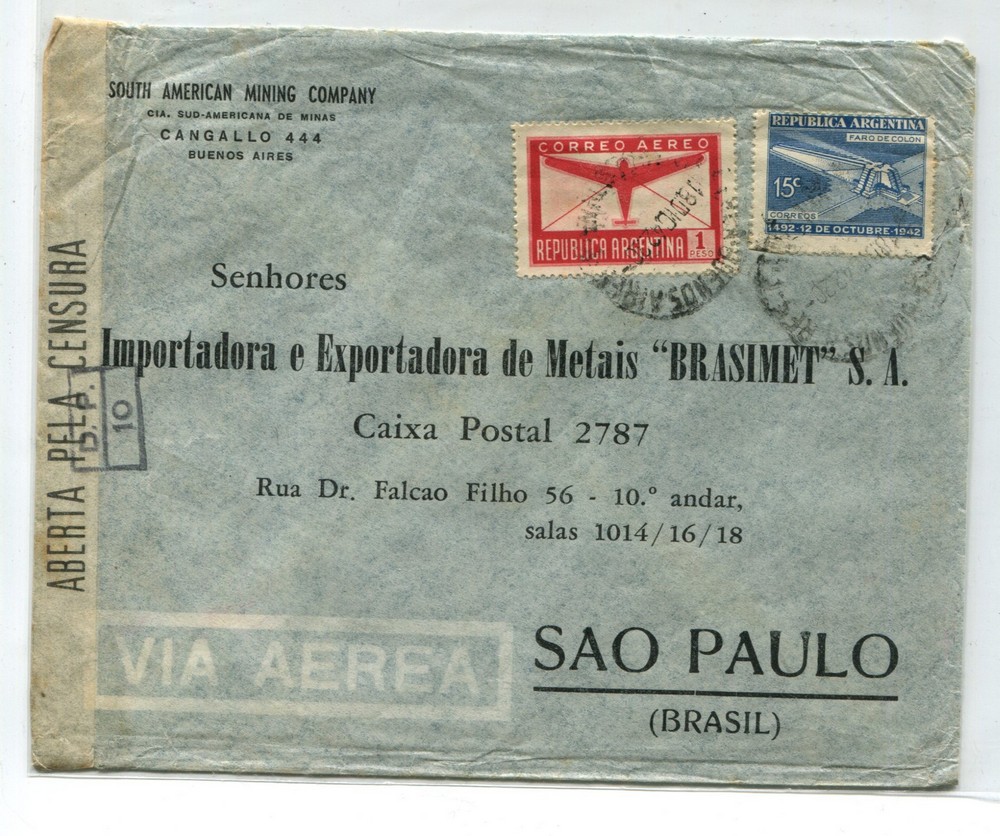 SOUTH AMERICAN MINING COMPANY
CIA. SUD-AMERICANA DE MINAS
CANGALLO 444
BUENOS AIRES
CORREO AEREO
REPUBLICA ARGENTINA
1
PESO
REPUBLICA ARGENTINA
FARO DE COLON
15c
CORREOS
1492-12 DE OCTUBRE-1942
BUENOS AIRES
Senhores
Importadora e Exportadora de Metais “BRASIMET” S. A.
Caixa Postal 2787
Rua Dr. Falcao Filho 56 - 10.º andar,
salas 1014/16/18
VIA AEREA
SAO PAULO
(BRASIL)
ABERTA PELA CENSURA
D.P.
10